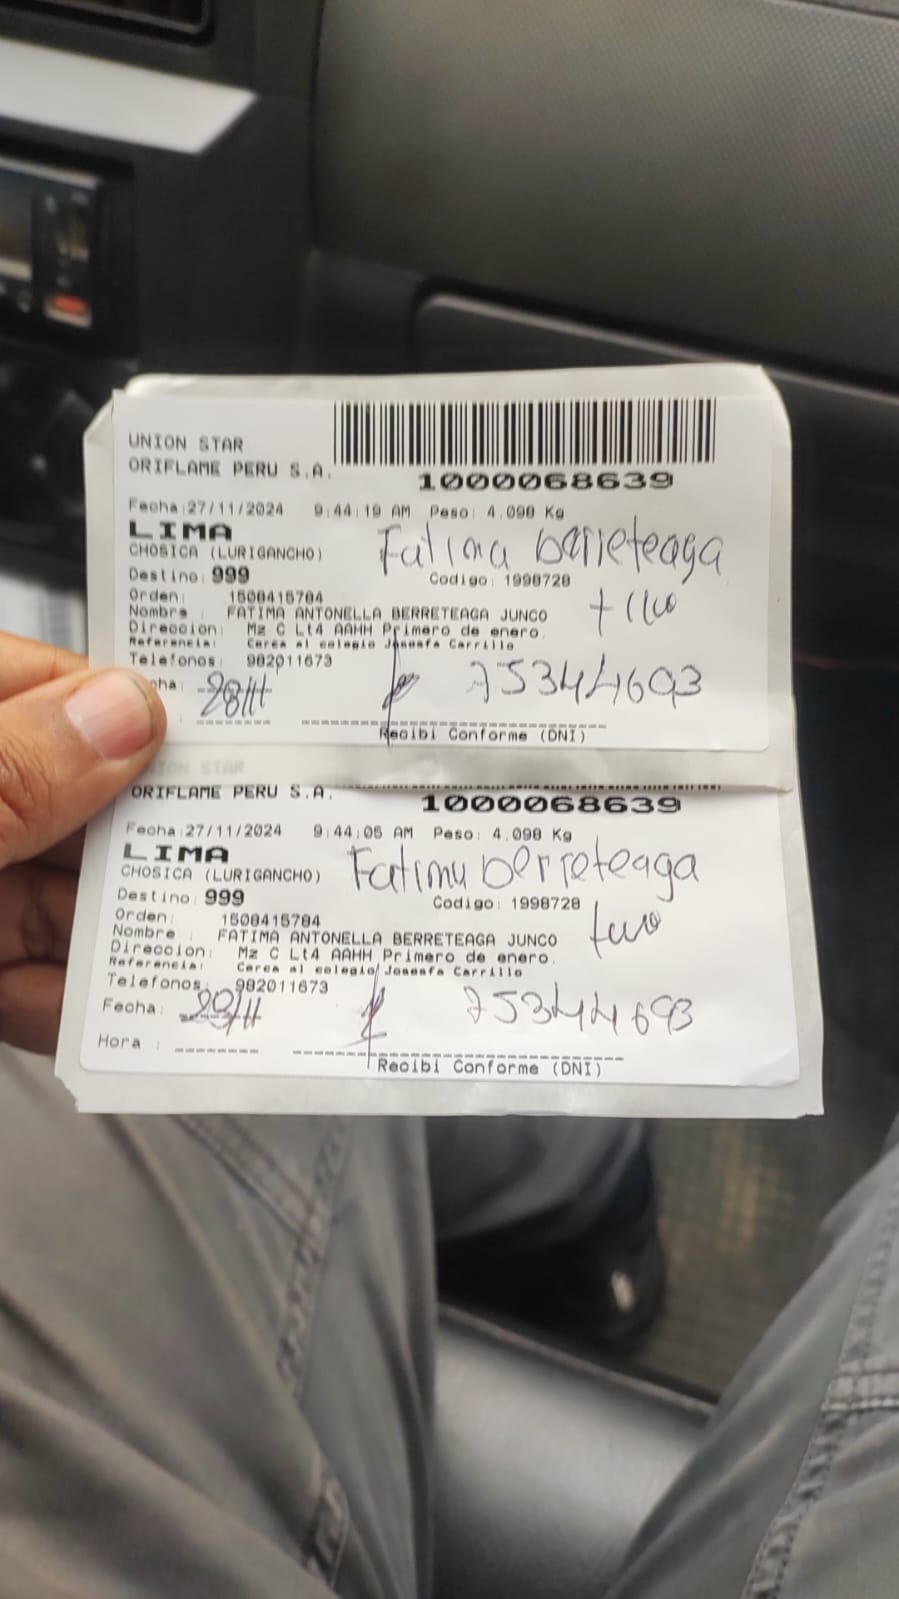 UNION STAR
ORIFLAME PERU S.A.
1000068639
Fecha:27/11/2024 9:44:19 AM Peso: 4.098 Kg
LIMA
CHOSICA (LURIGANCHO)
Fatima berreteaga
Destino: 999
Codigo: 1998728
Orden: 1508415784
Nombre : FATIMA ANTONELLA BERRETEAGA JUNCO
Direccion: Mz C Lt4 AAHH Primero de enero.
Referencia: Cerca al colegio Josefa Carrillo
Telefonos: 982011673
cha: 28/11
75344693
Recibi Conforme (DNI)
UNION STAR
ORIFLAME PERU S.A.
1000068639
Fecha:27/11/2024 9:44:05 AM Peso: 4.098 Kg
LIMA
CHOSICA (LURIGANCHO)
Fatima berreteaga
Destino: 999
Codigo: 1998728
Orden: 1508415784
Nombre : FATIMA ANTONELLA BERRETEAGA JUNCO
Direccion: Mz C Lt4 AAHH Primero de enero.
Referencia: Cerca al colegio Josefa Carrillo
Telefonos: 982011673
Fecha: 28/11
75344693
Hora :
Recibi Conforme (DNI)